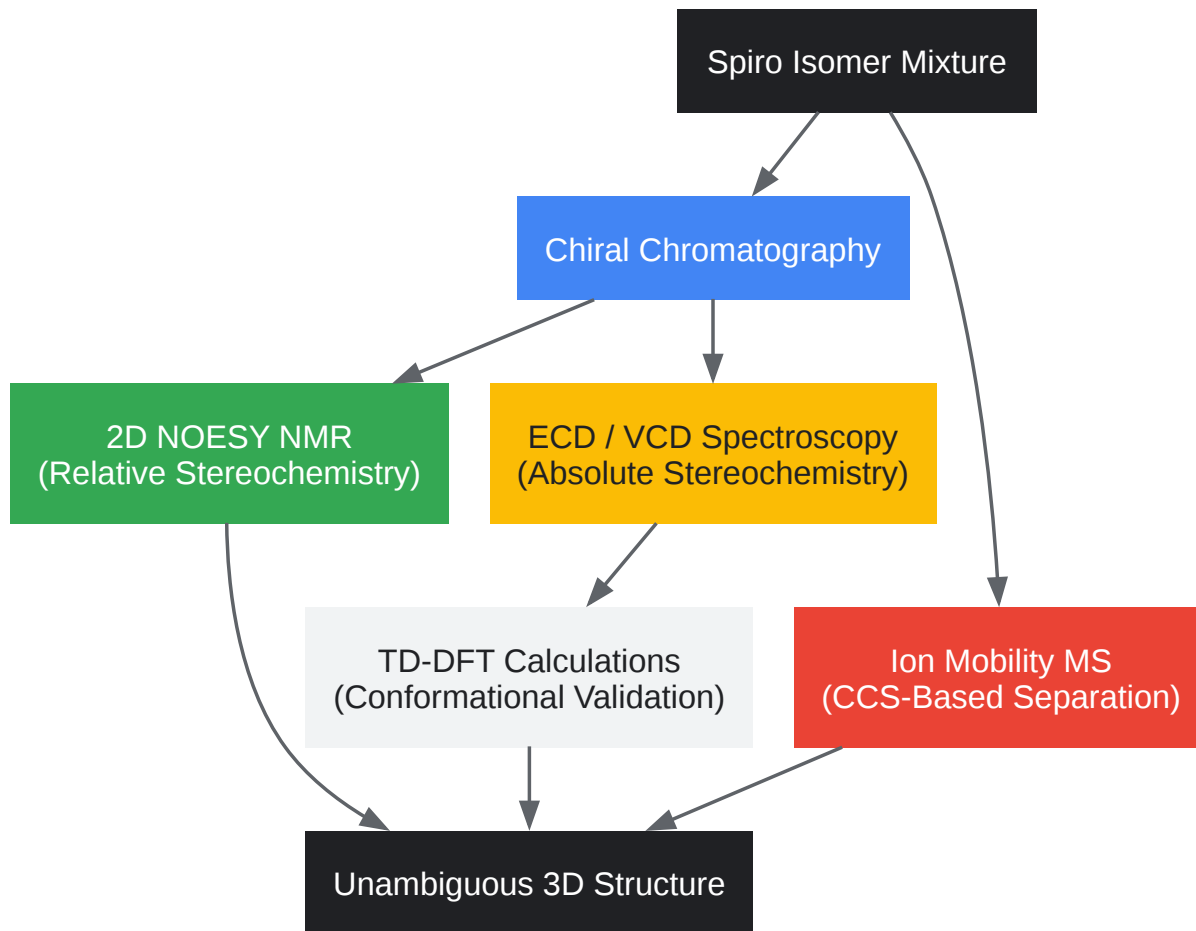 Spiro Isomer Mixture
Chiral Chromatography
2D NOESY NMR
(Relative Stereochemistry)
ECD / VCD Spectroscopy
(Absolute Stereochemistry)
TD-DFT Calculations
(Conformational Validation)
Ion Mobility MS
(CCS-Based Separation)
Unambiguous 3D Structure